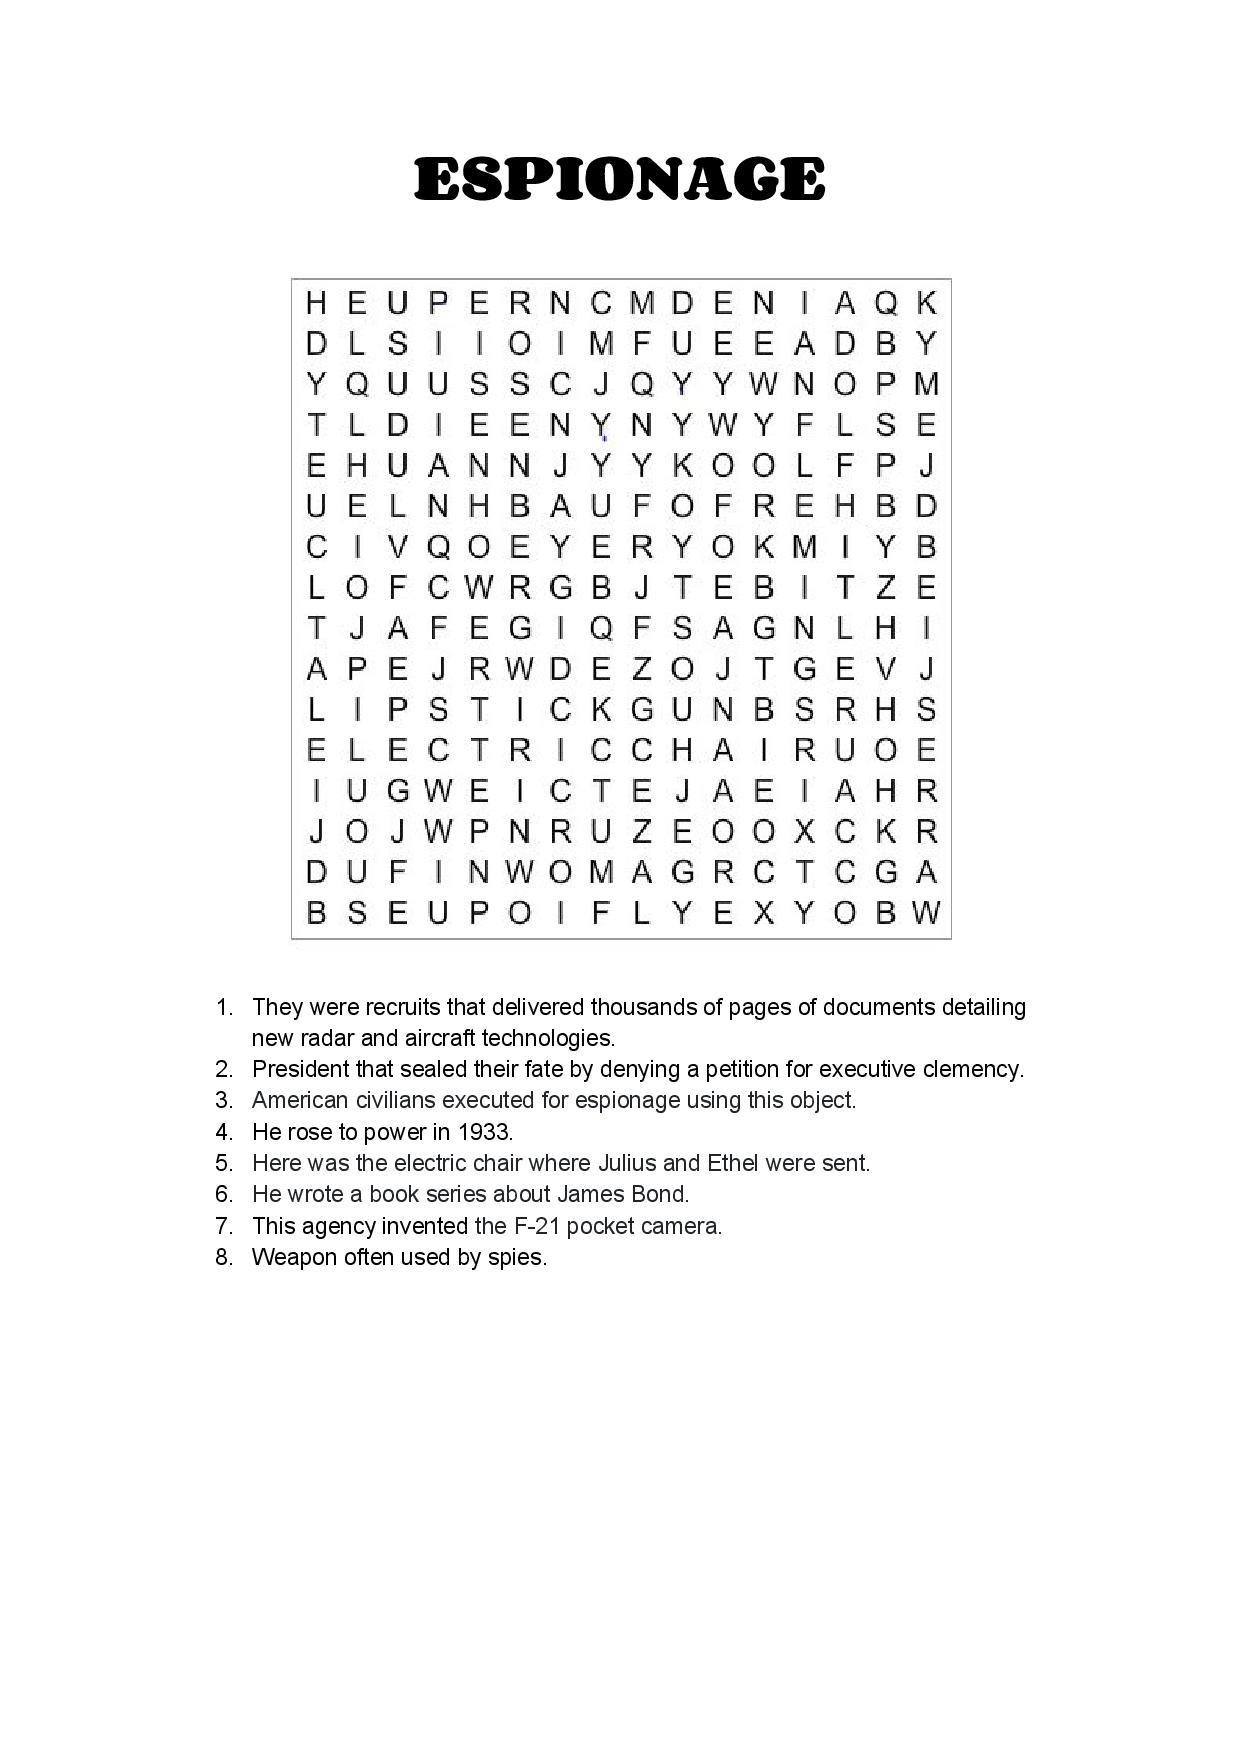 ESPIONAGE
H E U P E R N C M D E N I A Q K
D L S I I O I M F U E E A D B Y
Y Q U U S S C J Q Y Y W N O P M
T L D I E E N Y N Y W Y F L S E
E H U A N N J Y Y K O O L F P J
U E L N H B A U F O F R E H B D
C I V Q O E Y E R Y O K M I Y B
L O F C W R G B J T E B I T Z E
T J A F E G I Q F S A G N L H I
A P E J R W D E Z O J T G E V J
L I P S T I C K G U N B S R H S
E L E C T R I C C H A I R U O E
I U G W E I C T E J A E I A H R
J O J W P N R U Z E O O X C K R
D U F I N W O M A G R C T C G A
B S E U P O I F L Y E X Y O B W
1. They were recruits that delivered thousands of pages of documents detailing
new radar and aircraft technologies.
2. President that sealed their fate by denying a petition for executive clemency.
3. American civilians executed for espionage using this object.
4. He rose to power in 1933.
5. Here was the electric chair where Julius and Ethel were sent.
6. He wrote a book series about James Bond.
7. This agency invented the F-21 pocket camera.
8. Weapon often used by spies.